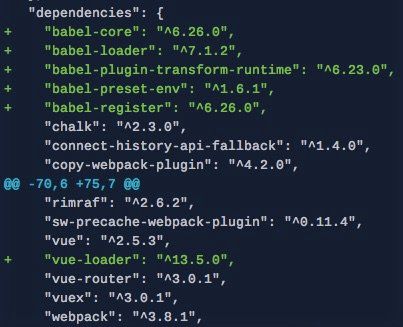 "dependencies": {
+ "babel-core": "^6.26.0",
+ "babel-loader": "^7.1.2",
+ "babel-plugin-transform-runtime": "^6.23.0",
+ "babel-preset-env": "^1.6.1",
+ "babel-register": "^6.26.0",
"chalk": "^2.3.0",
"connect-history-api-fallback": "^1.4.0",
"copy-webpack-plugin": "^4.2.0",
@@ -70,6 +75,7 @@
"rimraf": "^2.6.2",
"sw-precache-webpack-plugin": "^0.11.4",
"vue": "^2.5.3",
+ "vue-loader": "^13.5.0",
"vue-router": "^3.0.1",
"vuex": "^3.0.1",
"webpack": "^3.8.1",